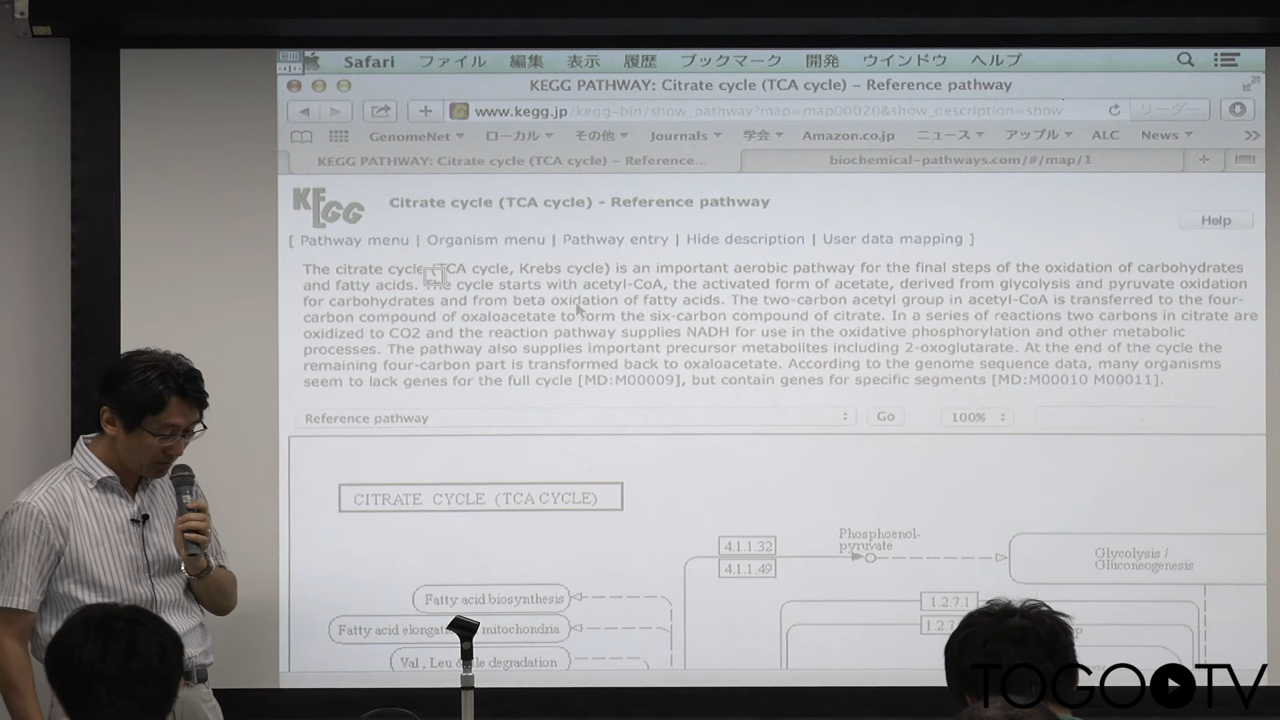 Safari ファイル 編集 表示 履歴 ブックマーク 開発 ウインドウ ヘルプ
KEGG PATHWAY: Citrate cycle (TCA cycle) – Reference pathway
www.kegg.jp/kegg-bin/show_pathway?map=map00020&show_description=show リーダー
GenomeNet ローカル その他 Journals 学会 Amazon.co.jp ニュース アップル ALC News
KEGG PATHWAY: Citrate cycle (TCA cycle) – Reference... biochemical-pathways.com/#/map/1
KEGG Citrate cycle (TCA cycle) - Reference pathway
Help
[ Pathway menu | Organism menu | Pathway entry | Hide description | User data mapping ]
The citrate cycle (TCA cycle, Krebs cycle) is an important aerobic pathway for the final steps of the oxidation of carbohydrates
and fatty acids. The cycle starts with acetyl-CoA, the activated form of acetate, derived from glycolysis and pyruvate oxidation
for carbohydrates and from beta oxidation of fatty acids. The two-carbon acetyl group in acetyl-CoA is transferred to the four-
carbon compound of oxaloacetate to form the six-carbon compound of citrate. In a series of reactions two carbons in citrate are
oxidized to CO2 and the reaction pathway supplies NADH for use in the oxidative phosphorylation and other metabolic
processes. The pathway also supplies important precursor metabolites including 2-oxoglutarate. At the end of the cycle the
remaining four-carbon part is transformed back to oxaloacetate. According to the genome sequence data, many organisms
seem to lack genes for the full cycle [MD:M00009], but contain genes for specific segments [MD:M00010 M00011].
Reference pathway Go 100%
CITRATE CYCLE (TCA CYCLE)
Phosphoenol-
pyruvate
4.1.1.32
4.1.1.49
Glycolysis /
Gluconeogenesis
Fatty acid biosynthesis
1.2.7.1
1.2.7
Fatty acid mitochondria
Val, Leu degradation
TOGO TV